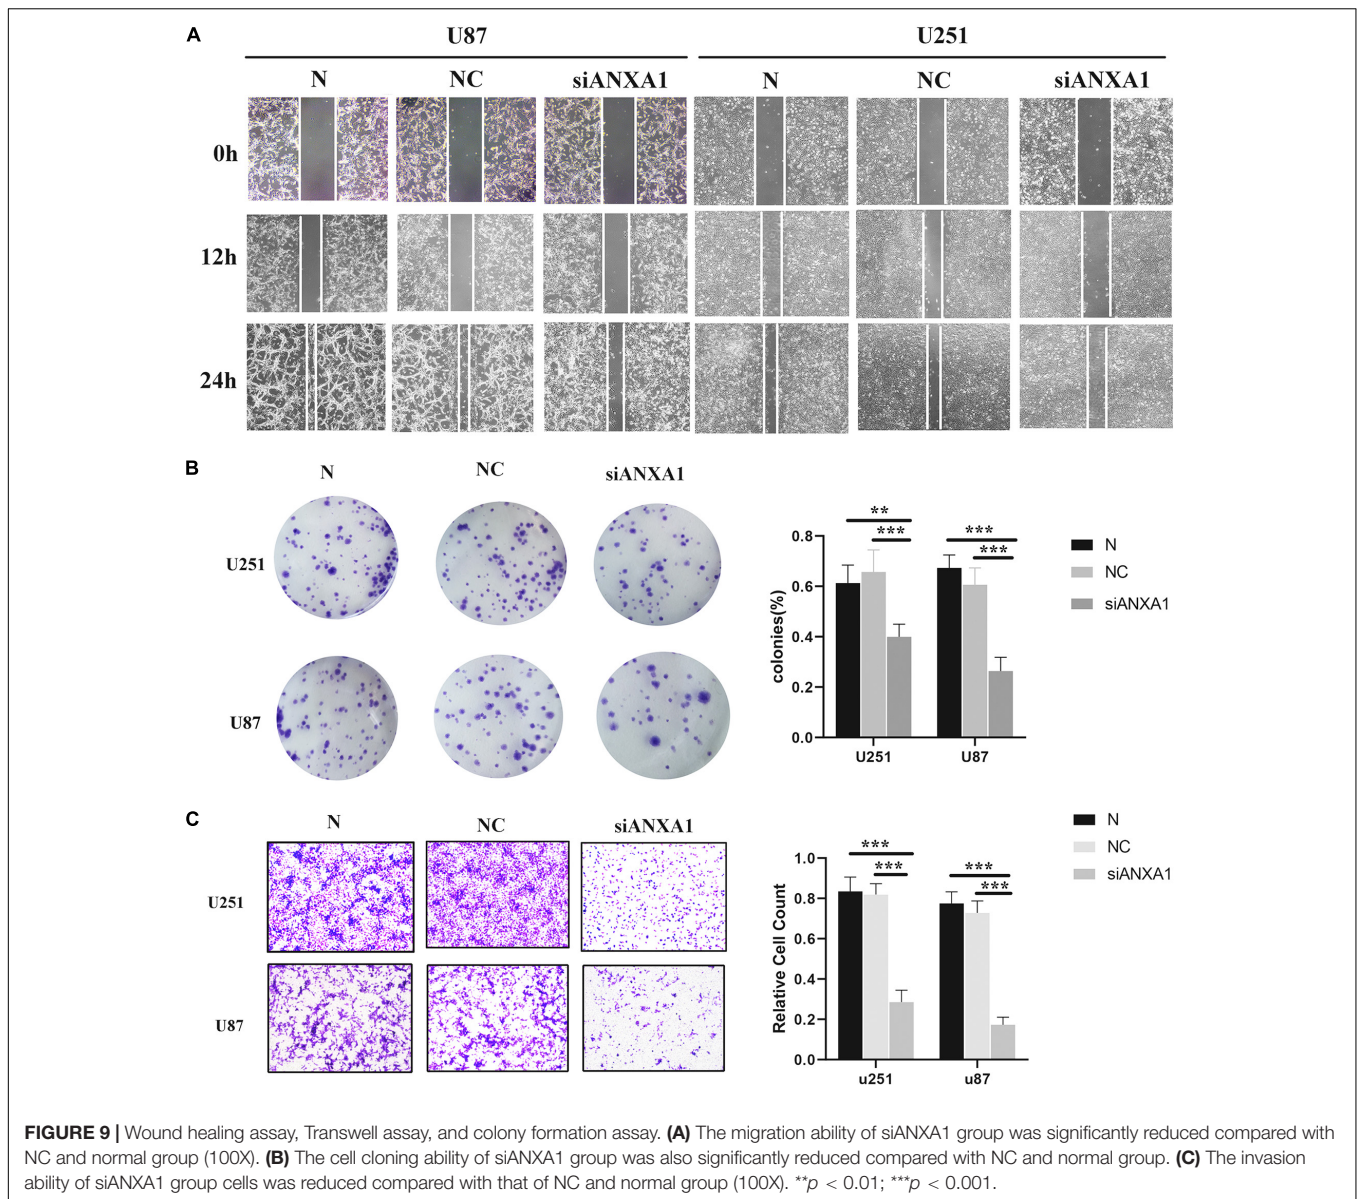 A
U87 U251
N NC siANXA1 N NC siANXA1
0h
12h
24h
B
N NC siANXA1
U251
U87
** *** *** ***
colonies(%)
0.8
0.6
0.4
0.2
0.0
U251 U87
N
NC
siANXA1
C
N NC siANXA1
U251
U87
*** *** *** ***
Relative Cell Count
1.0
0.8
0.6
0.4
0.2
0.0
u251 u87
N
NC
siANXA1
FIGURE 9 | Wound healing assay, Transwell assay, and colony formation assay. (A) The migration ability of siANXA1 group was significantly reduced compared with
NC and normal group (100X). (B) The cell cloning ability of siANXA1 group was also significantly reduced compared with NC and normal group. (C) The invasion
ability of siANXA1 group cells was reduced compared with that of NC and normal group (100X). **p < 0.01; ***p < 0.001.